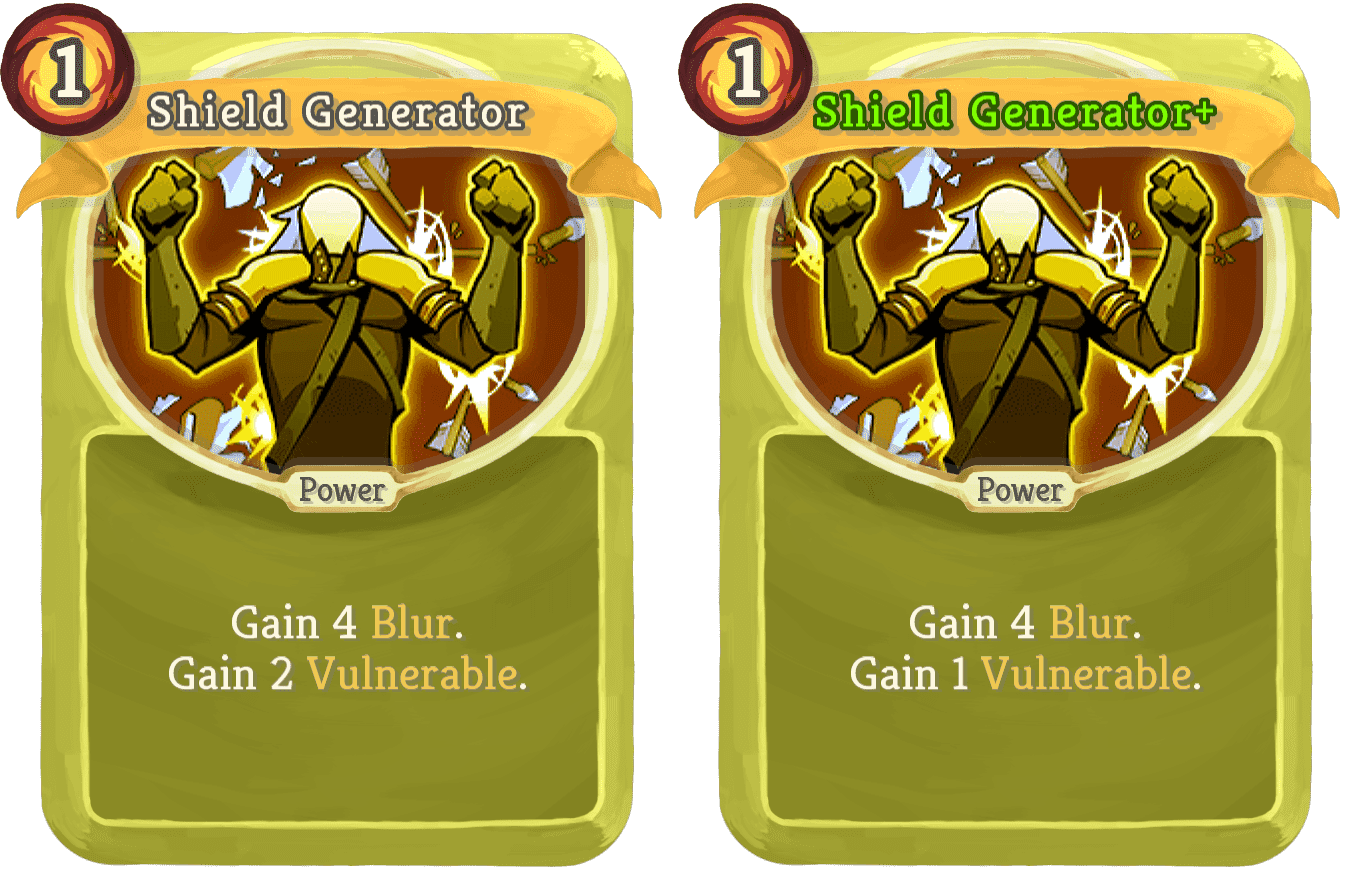 1
Shield Generator
Power
Gain 4 Blur.
Gain 2 Vulnerable.
1
Shield Generator+
Power
Gain 4 Blur.
Gain 1 Vulnerable.